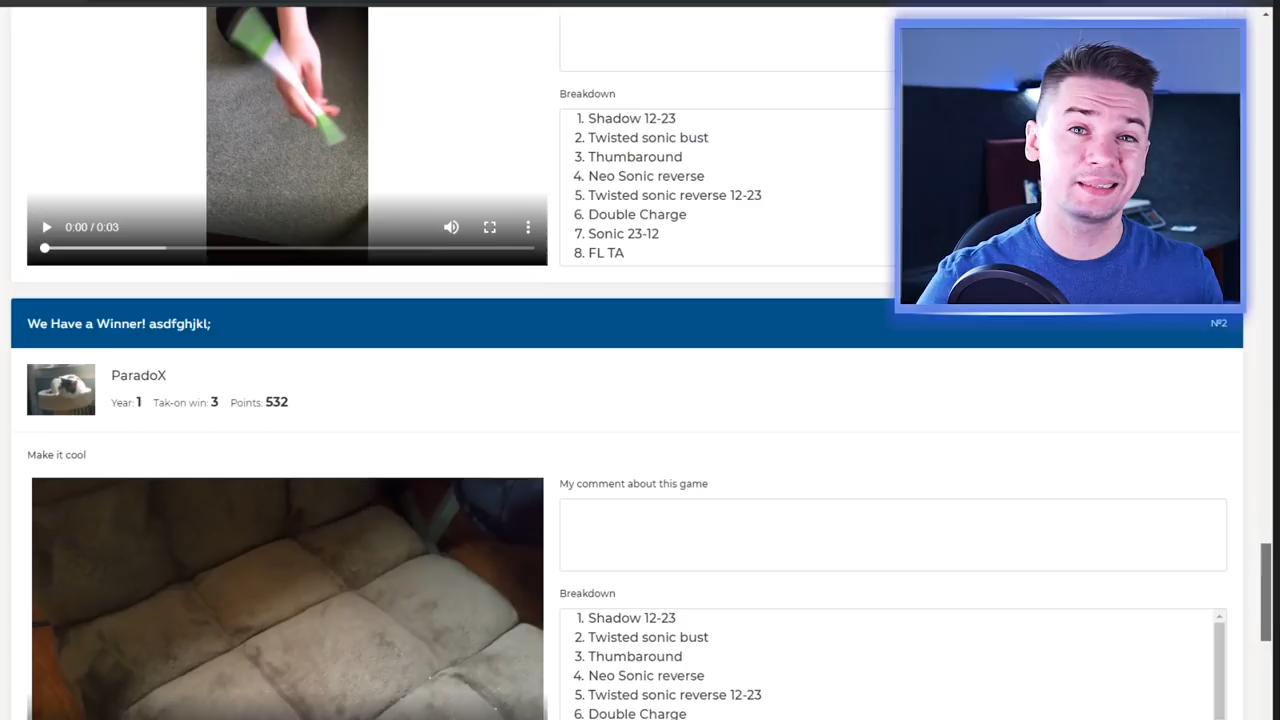 Breakdown
1. Shadow 12-23
2. Twisted sonic bust
3. Thumbaround
4. Neo Sonic reverse
5. Twisted sonic reverse 12-23
6. Double Charge
7. Sonic 23-12
8. FL TA
0:00 / 0:03
We Have a Winner! asdfghjkl;
№2
ParadoX
Year: 1 Tak-on win: 3 Points: 532
Make it cool
My comment about this game
Breakdown
1. Shadow 12-23
2. Twisted sonic bust
3. Thumbaround
4. Neo Sonic reverse
5. Twisted sonic reverse 12-23
6. Double Charge